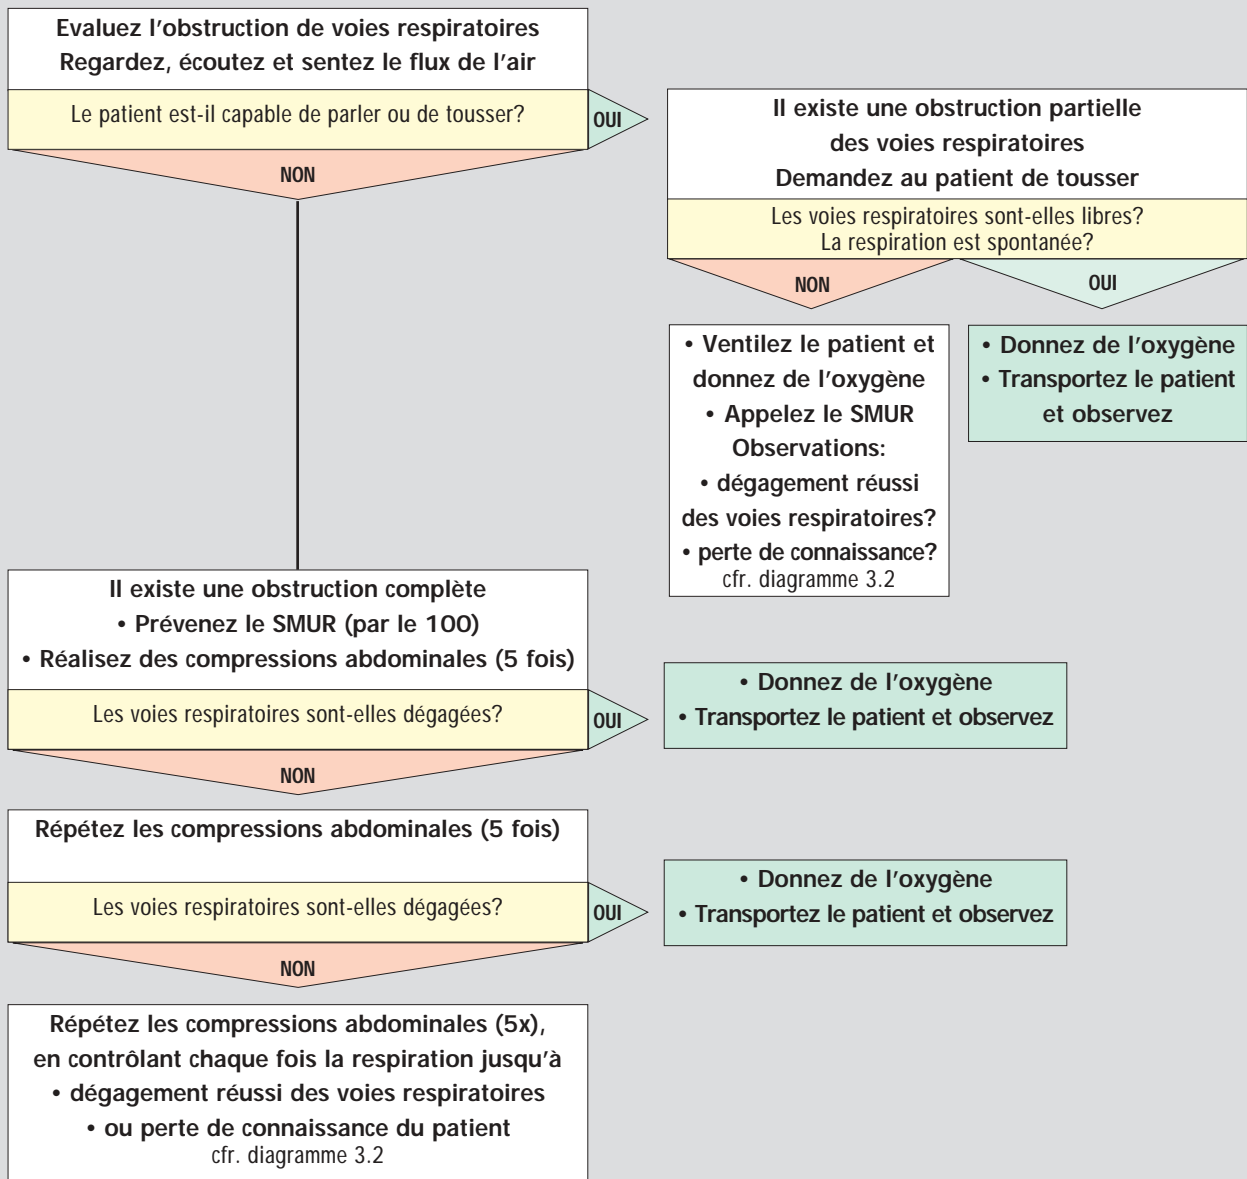 Evaluez l'obstruction de voies respiratoires
Regardez, écoutez et sentez le flux de l'air
Le patient est-il capable de parler ou de tousser?
OUI
NON
Il existe une obstruction partielle
des voies respiratoires
Demandez au patient de tousser
Les voies respiratoires sont-elles libres?
La respiration est spontanée?
NON
OUI
• Ventilez le patient et
donnez de l'oxygène
• Appelez le SMUR
Observations:
• dégagement réussi
des voies respiratoires?
• perte de connaissance?
cfr. diagramme 3.2
• Donnez de l'oxygène
• Transportez le patient
et observez
Il existe une obstruction complète
• Prévenez le SMUR (par le 100)
• Réalisez des compressions abdominales (5 fois)
Les voies respiratoires sont-elles dégagées?
OUI
NON
• Donnez de l'oxygène
• Transportez le patient et observez
Répétez les compressions abdominales (5 fois)
Les voies respiratoires sont-elles dégagées?
OUI
NON
• Donnez de l'oxygène
• Transportez le patient et observez
Répétez les compressions abdominales (5x),
en contrôlant chaque fois la respiration jusqu'à
• dégagement réussi des voies respiratoires
• ou perte de connaissance du patient
cfr. diagramme 3.2